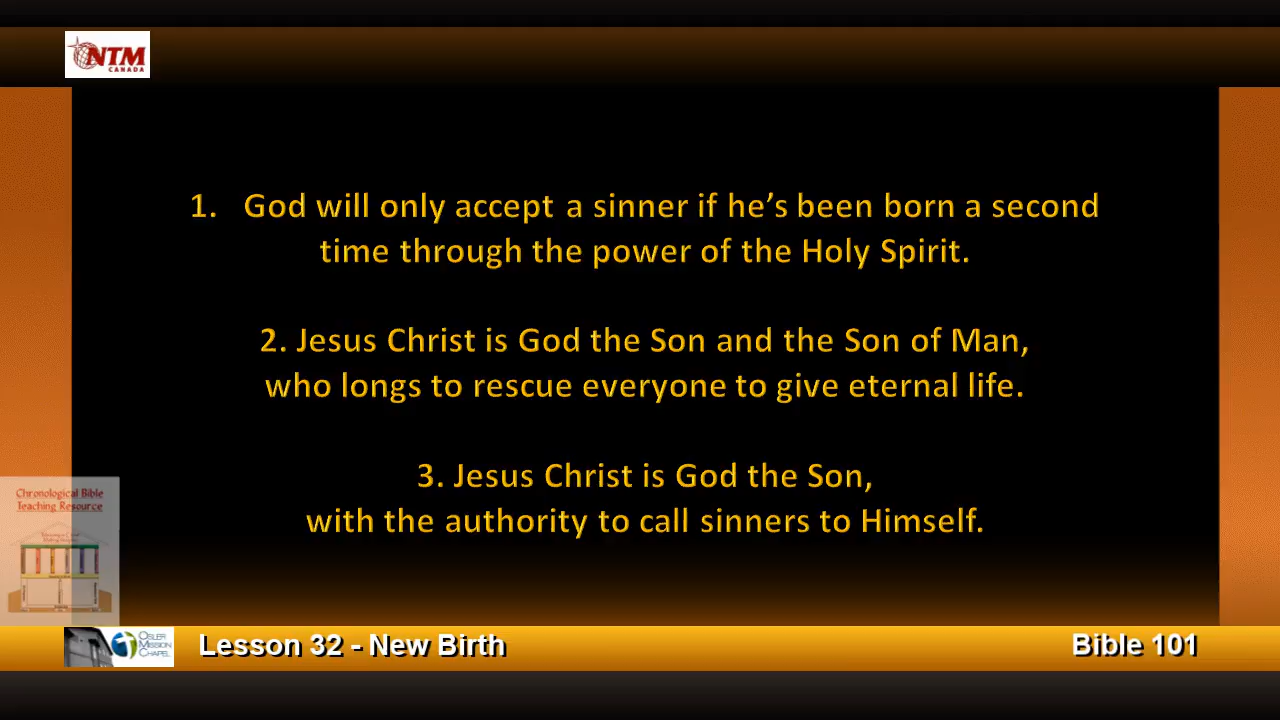 NTM
CANADA
1. God will only accept a sinner if he’s been born a second
time through the power of the Holy Spirit.
2. Jesus Christ is God the Son and the Son of Man,
who longs to rescue everyone to give eternal life.
3. Jesus Christ is God the Son,
with the authority to call sinners to Himself.
Chronological Bible
Teaching Resource
OSLER
MISSION
CHAPEL
Lesson 32 - New Birth
Bible 101